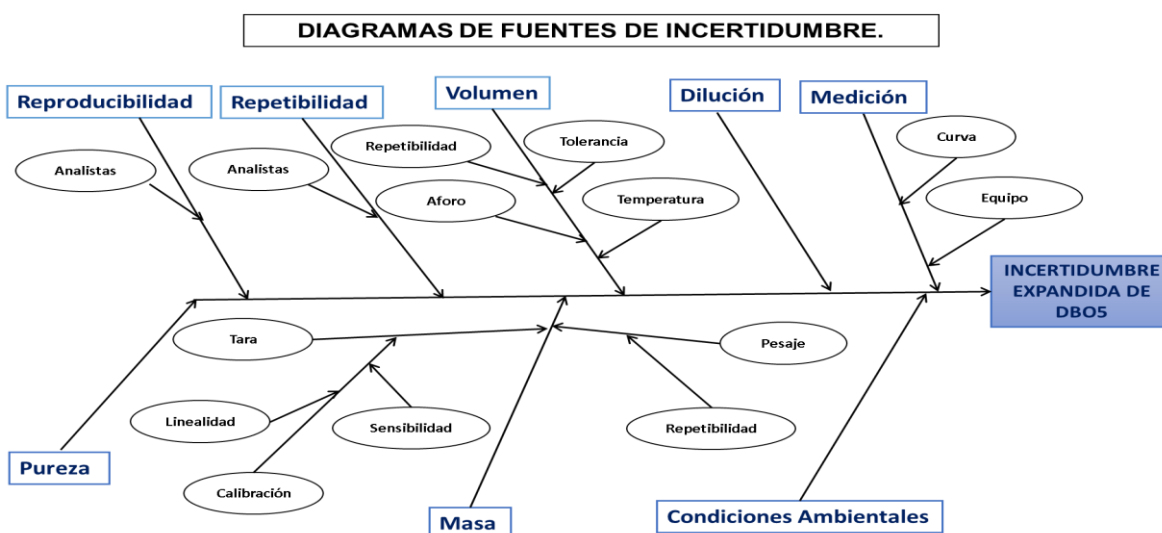 DIAGRAMAS DE FUENTES DE INCERTIDUMBRE.
Reproducibilidad
Repetibilidad
Volumen
Dilución
Medición
Analistas
Analistas
Repetibilidad
Tolerancia
Aforo
Temperatura
Curva
Equipo
INCERTIDUMBRE
EXPANDIDA DE
DBO5
Tara
Pesaje
Linealidad
Sensibilidad
Repetibilidad
Calibración
Pureza
Masa
Condiciones Ambientales